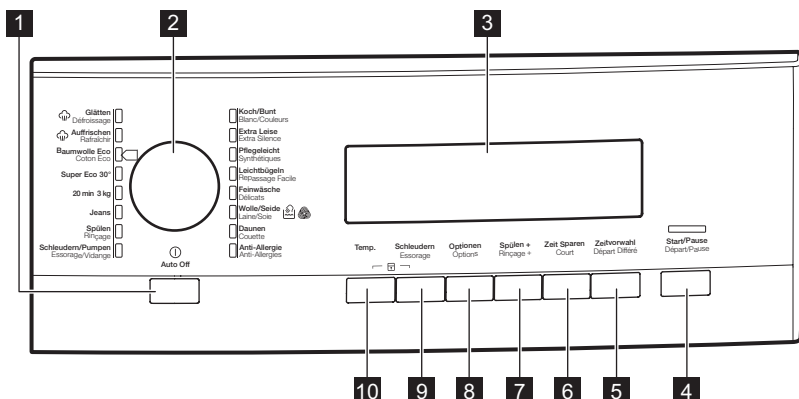 1
2
3
Glätten
Défroissage
Auffrischen
Rafraîchir
Baumwolle Eco
Coton Eco
Super Eco 30°
20 min 3 kg
Jeans
Spülen
Rinçage
Schleudern/Pumpen
Essorage/Vidange
Koch/Bunt
Blanc/Couleurs
Extra Leise
Extra Silence
Pflegeleicht
Synthétiques
Leichtbügeln
Repassage Facile
Feinwäsche
Délicats
Wolle/Seide
Laine/Soie
Daunen
Couette
Anti-Allergie
Anti-Allergies
Auto Off
Temp.
Schleudern
Essorage
Optionen
Options
Spülen +
Rinçage +
Zeit Sparen
Court
Zeitvorwahl
Départ Différé
Start/Pause
Départ/Pause
10
9
8
7
6
5
4